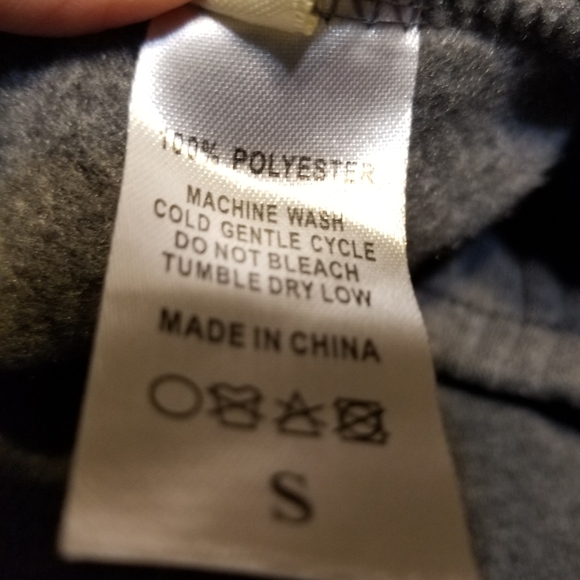 100% POLYESTER
MACHINE WASH
COLD GENTLE CYCLE
DO NOT BLEACH
TUMBLE DRY LOW
MADE IN CHINA
S